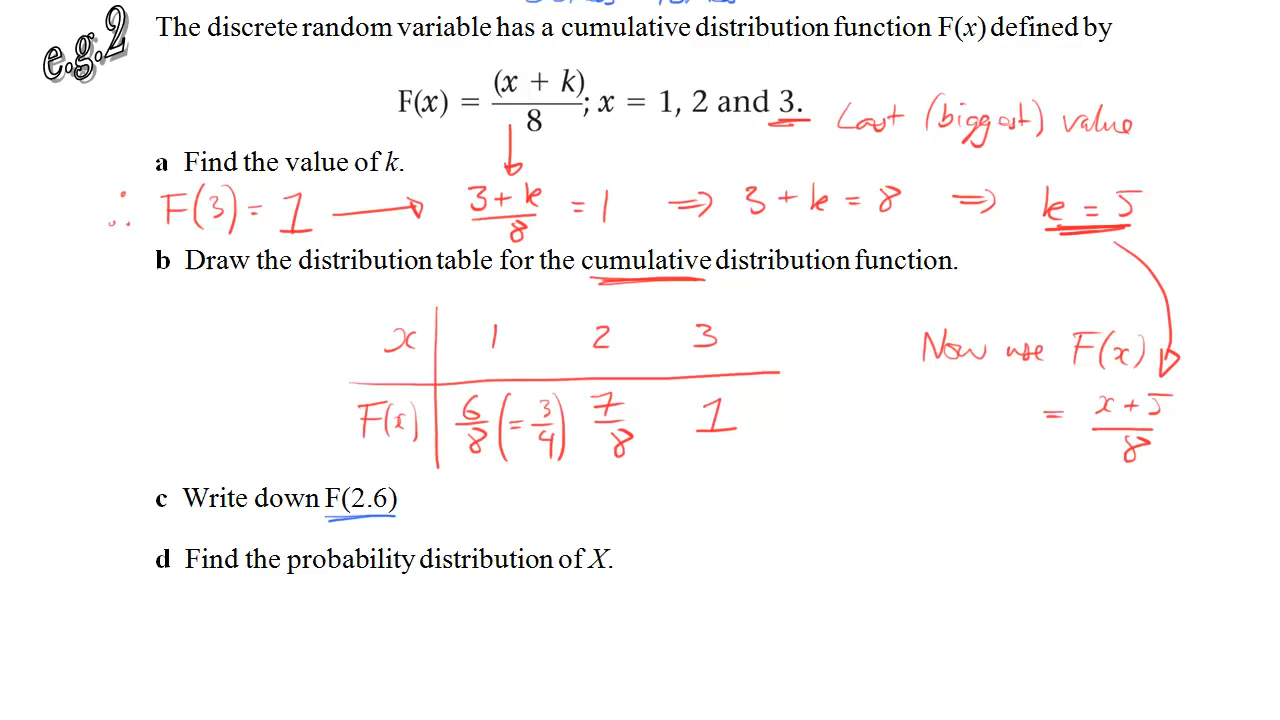 e.g.2
The discrete random variable has a cumulative distribution function F(x) defined by
F(x) = (x + k)/8; x = 1, 2 and 3.
Last (biggest) value
a Find the value of k.
∴ F(3) = 1 → 3+k/8 = 1 ⇒ 3 + k = 8 ⇒ k = 5
b Draw the distribution table for the cumulative distribution function.
x 1 2 3
F(x) 6/8 (= 3/4) 7/8 1
Now use F(x)
= x+5/8
c Write down F(2.6)
d Find the probability distribution of X.